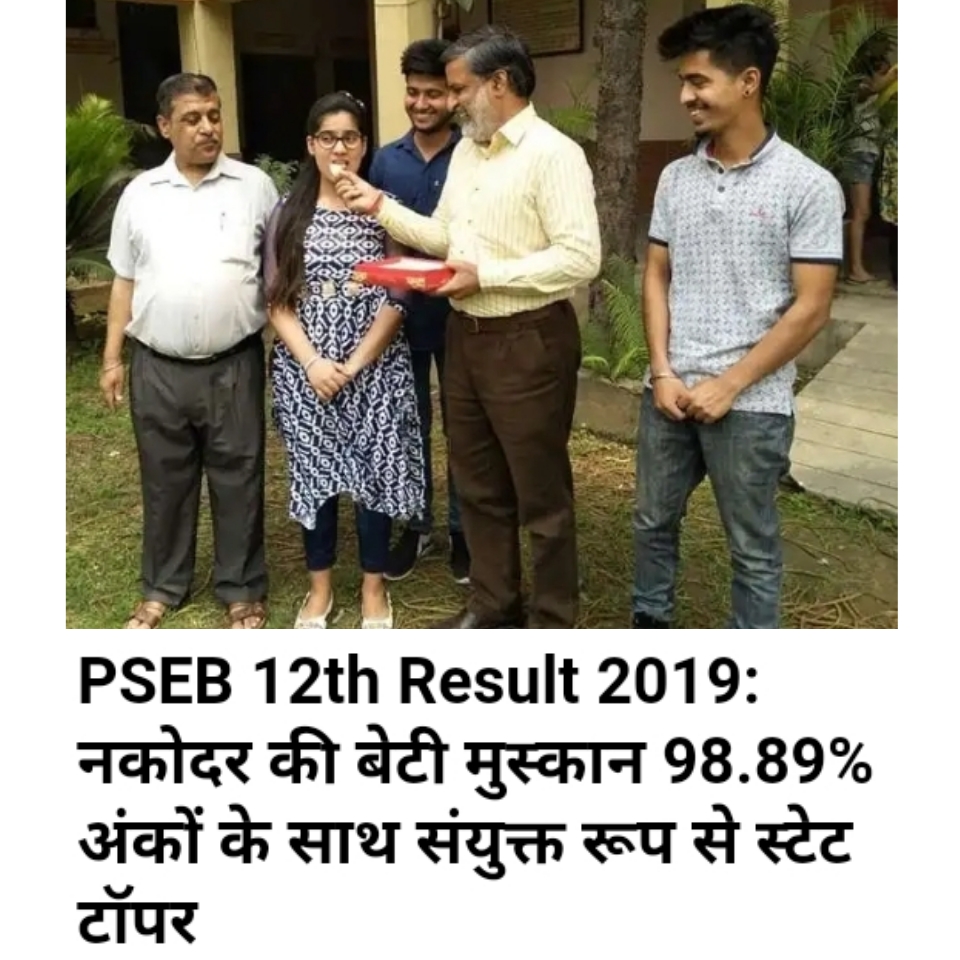 PSEB 12th Result 2019:
नकोदर की बेटी मुस्कान 98.89%
अंकों के साथ संयुक्त रूप से स्टेट
टॉपर